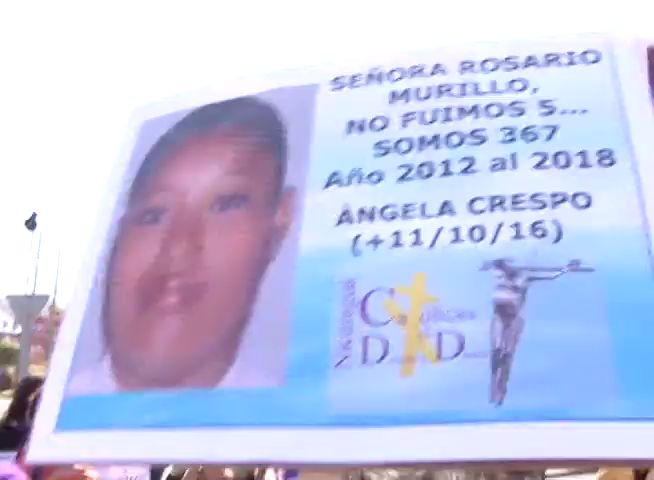 SEÑORA ROSARIO
MURILLO,
NO FUIMOS 5...
SOMOS 367
Año 2012 al 2018
ÁNGELA CRESPO
(+11/10/16)